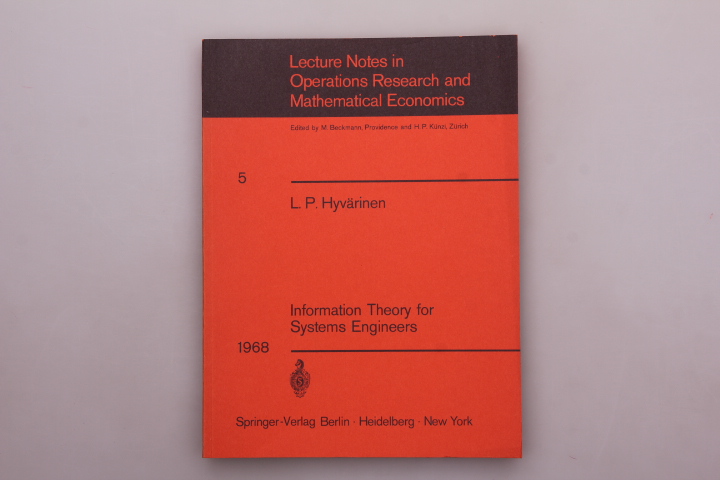 Lecture Notes in
Operations Research and
Mathematical Economics
Edited by M. Beckmann, Providence and H. P. Künzi, Zürich
5
L. P. Hyvärinen
Information Theory for
Systems Engineers
1968
Springer-Verlag Berlin · Heidelberg · New York